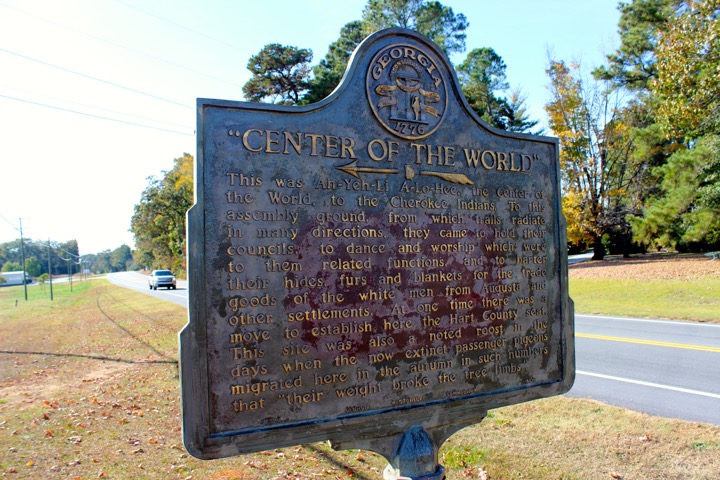 GEORGIA
1776
"CENTER OF THE WORLD"
This was Ah-Yeh-Li A-Lo-Hee, the Center of
the World, to the Cherokee Indians. To this
assembly ground, from which trails radiate
in many directions, they came to hold their
councils, to dance and worship which were
to them related functions, and to barter
their hides, furs and blankets for the trade
goods of the white men from Augusta and
other settlements. At one time there was a
move to establish here the Hart County seat.
This site was also a noted roost in the
days when the now extinct passenger pigeons
migrated here in the autumn in such numbers
that "their weight broke the tree limbs."